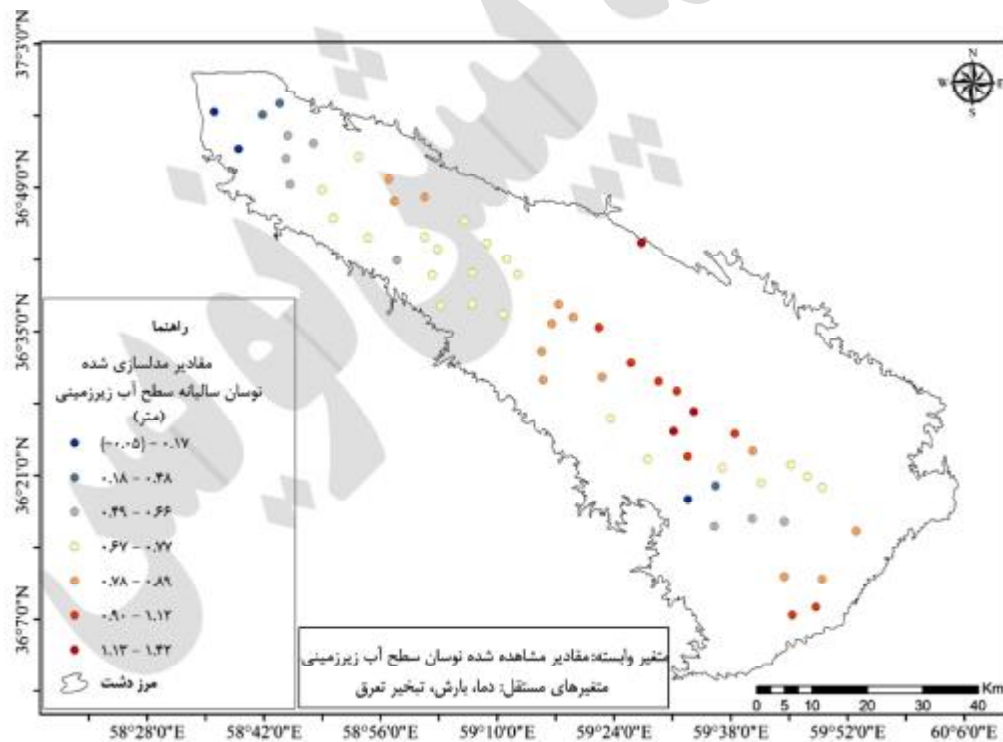 37°3'0"N
36°49'0"N
36°35'0"N
36°21'0"N
36°7'0"N
N
W
E
S
راهنما
مقادیر مدلسازی شده
نوسان سالیانه سطح آب زیرزمینی
(متر)
(-۰.۰۵) - ۰.۱۷
۰.۱۸ - ۰.۴۸
۰.۴۹ - ۰.۶۶
۰.۶۷ - ۰.۷۷
۰.۷۸ - ۰.۸۹
۰.۹۰ - ۱.۱۲
۱.۱۳ - ۱.۴۲
مرز دشت
متغیر وابسته:مقادیر مشاهده شده نوسان سطح آب زیرزمینی
متغیرهای مستقل: دما، بارش، تبخیر تعرق
Km
0 5 10 20 30 40
58°28'0"E 58°42'0"E 58°56'0"E 59°10'0"E 59°24'0"E 59°38'0"E 59°52'0"E 60°6'0"E